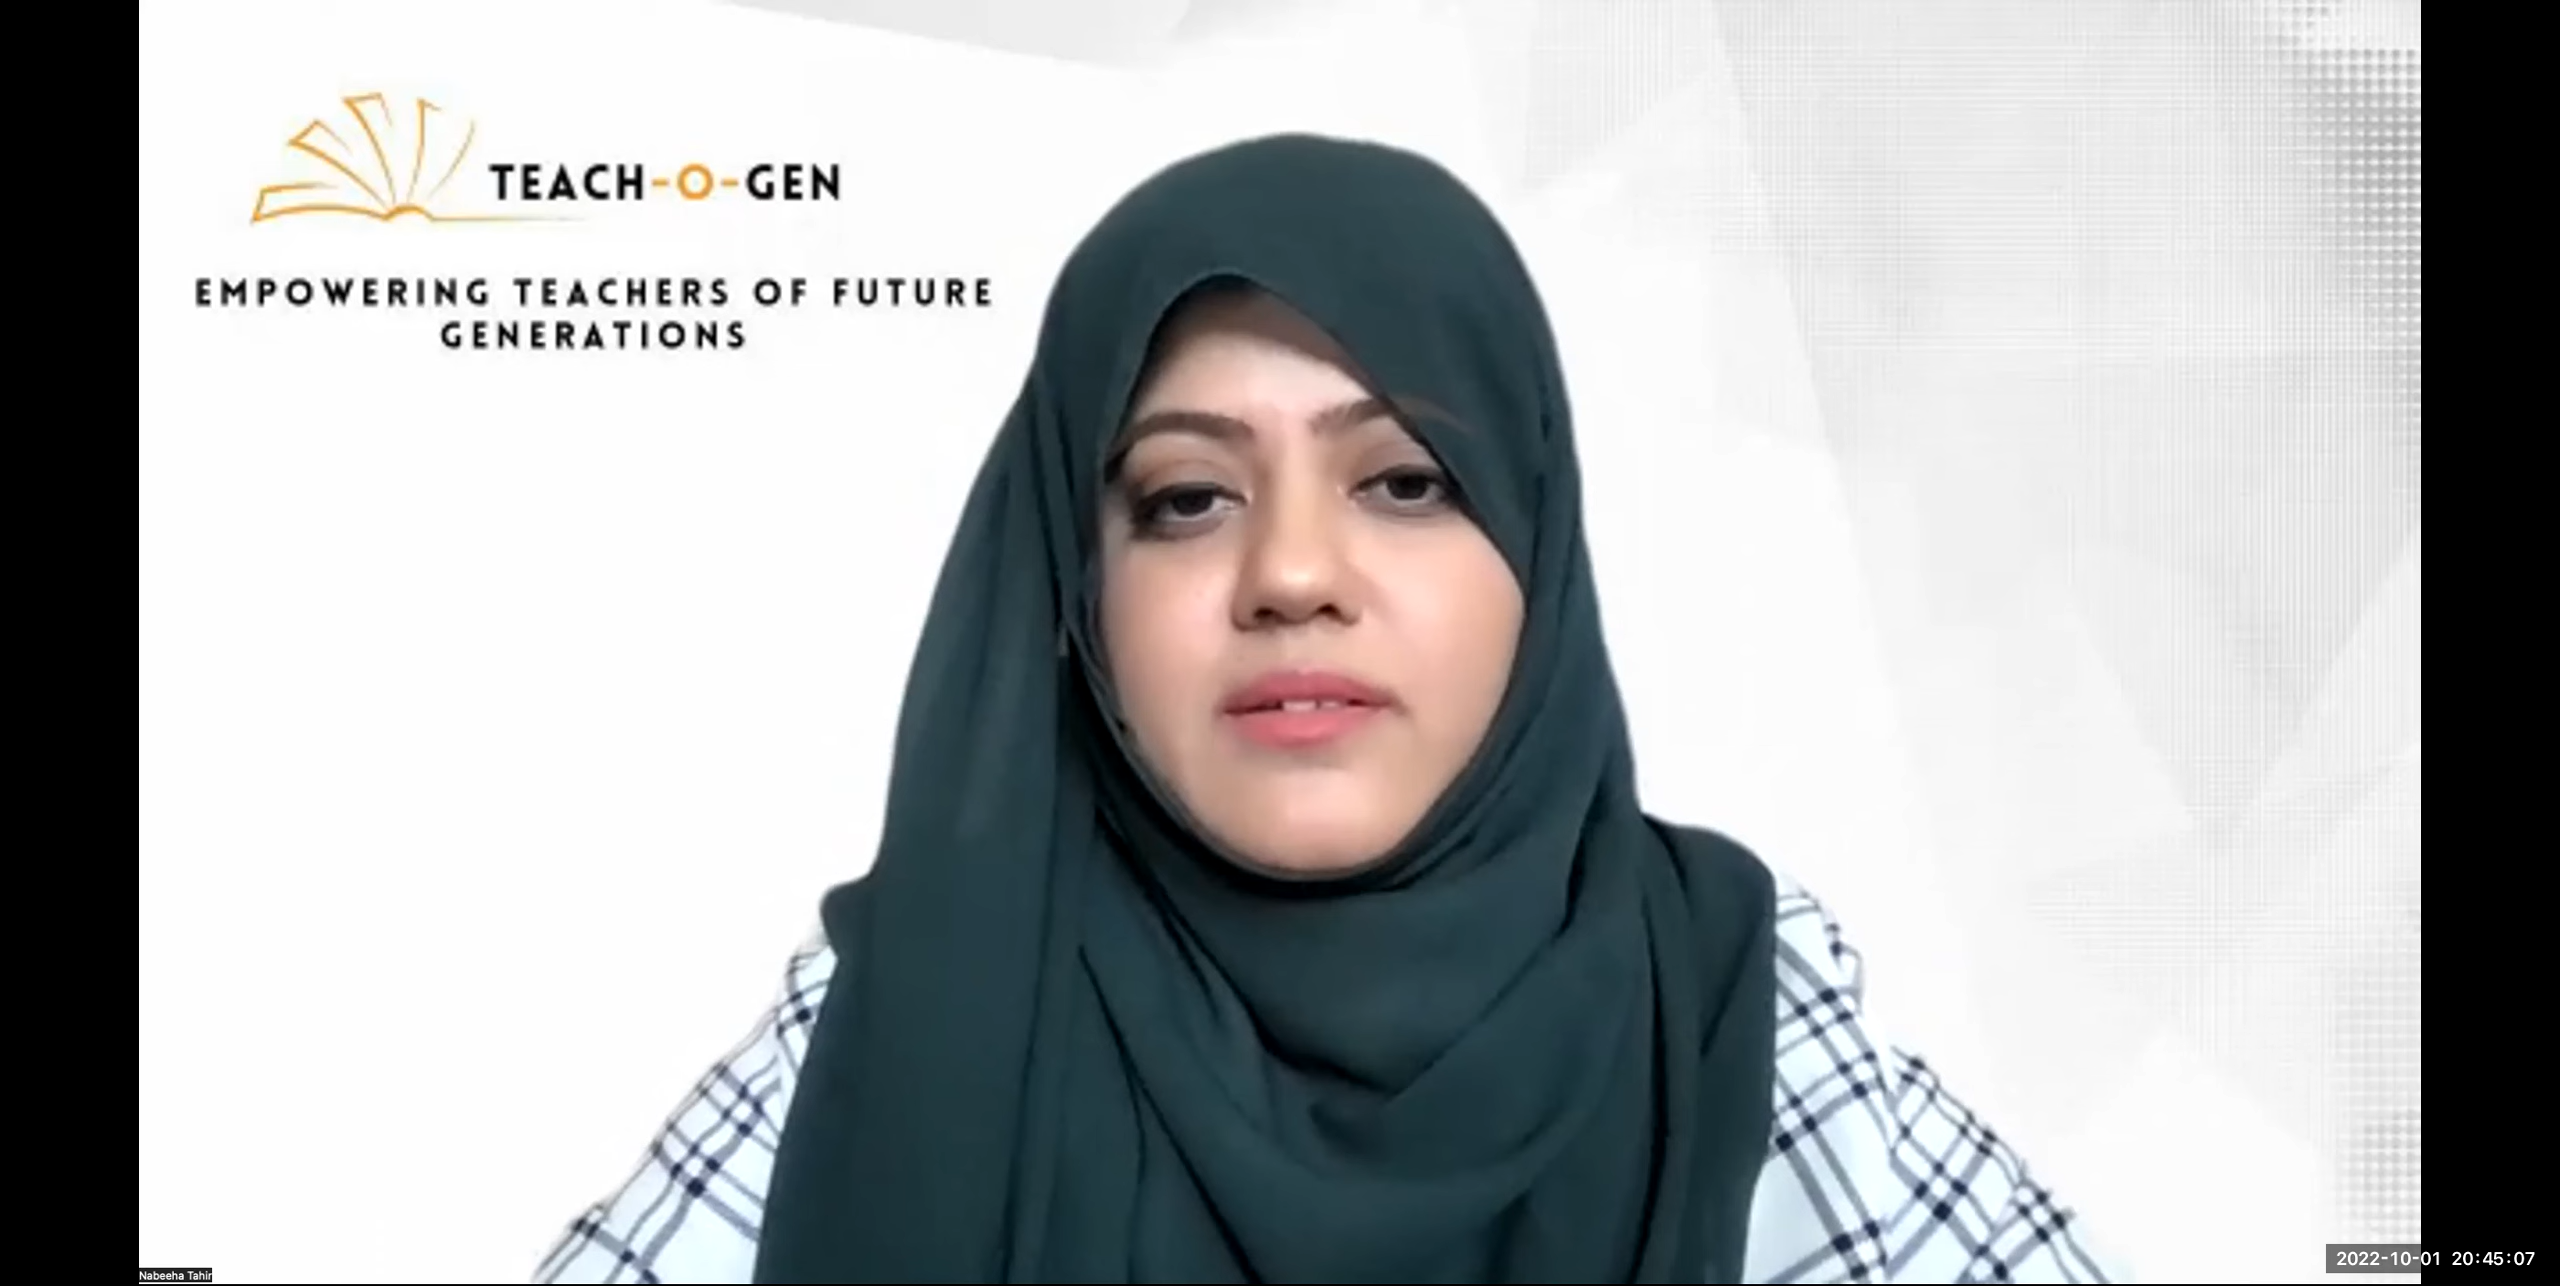 TEACH-O-GEN
EMPOWERING TEACHERS OF FUTURE
GENERATIONS
Nabeeha Tahir
2022-10-01 20:45:07